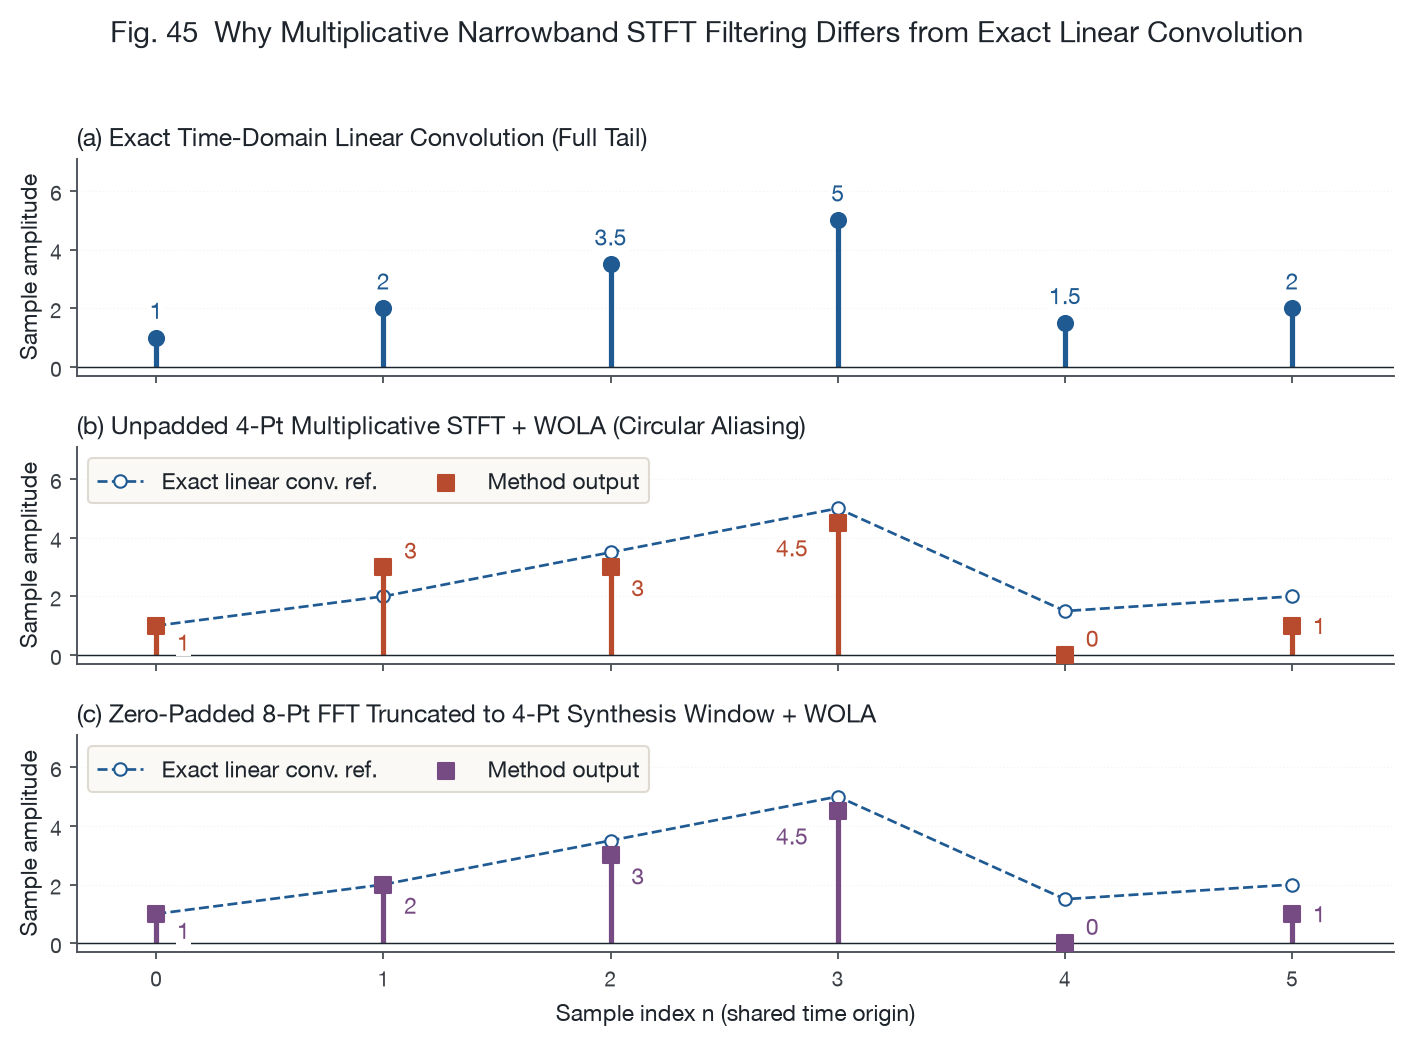 Fig. 45  Why Multiplicative Narrowband STFT Filtering Differs from Exact Linear Convolution
(a) Exact Time-Domain Linear Convolution (Full Tail)
Sample amplitude
6
4
2
0
1
2
3.5
5
1.5
2
(b) Unpadded 4-Pt Multiplicative STFT + WOLA (Circular Aliasing)
Sample amplitude
6
4
2
0
Exact linear conv. ref.
Method output
1
3
3
4.5
0
1
(c) Zero-Padded 8-Pt FFT Truncated to 4-Pt Synthesis Window + WOLA
Sample amplitude
6
4
2
0
Exact linear conv. ref.
Method output
1
2
3
4.5
0
1
0 1 2 3 4 5
Sample index n (shared time origin)